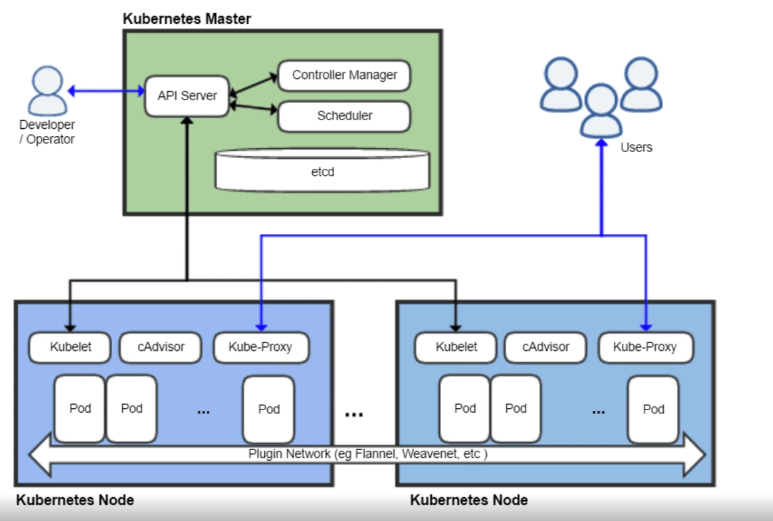 Kubernetes Master
API Server
Controller Manager
Scheduler
etcd
Developer
/ Operator
Users
Kubelet
cAdvisor
Kube-Proxy
Pod
Pod
...
Pod
...
Kubelet
cAdvisor
Kube-Proxy
Pod
Pod
...
Pod
Plugin Network (eg Flannel, Weavenet, etc )
Kubernetes Node
Kubernetes Node